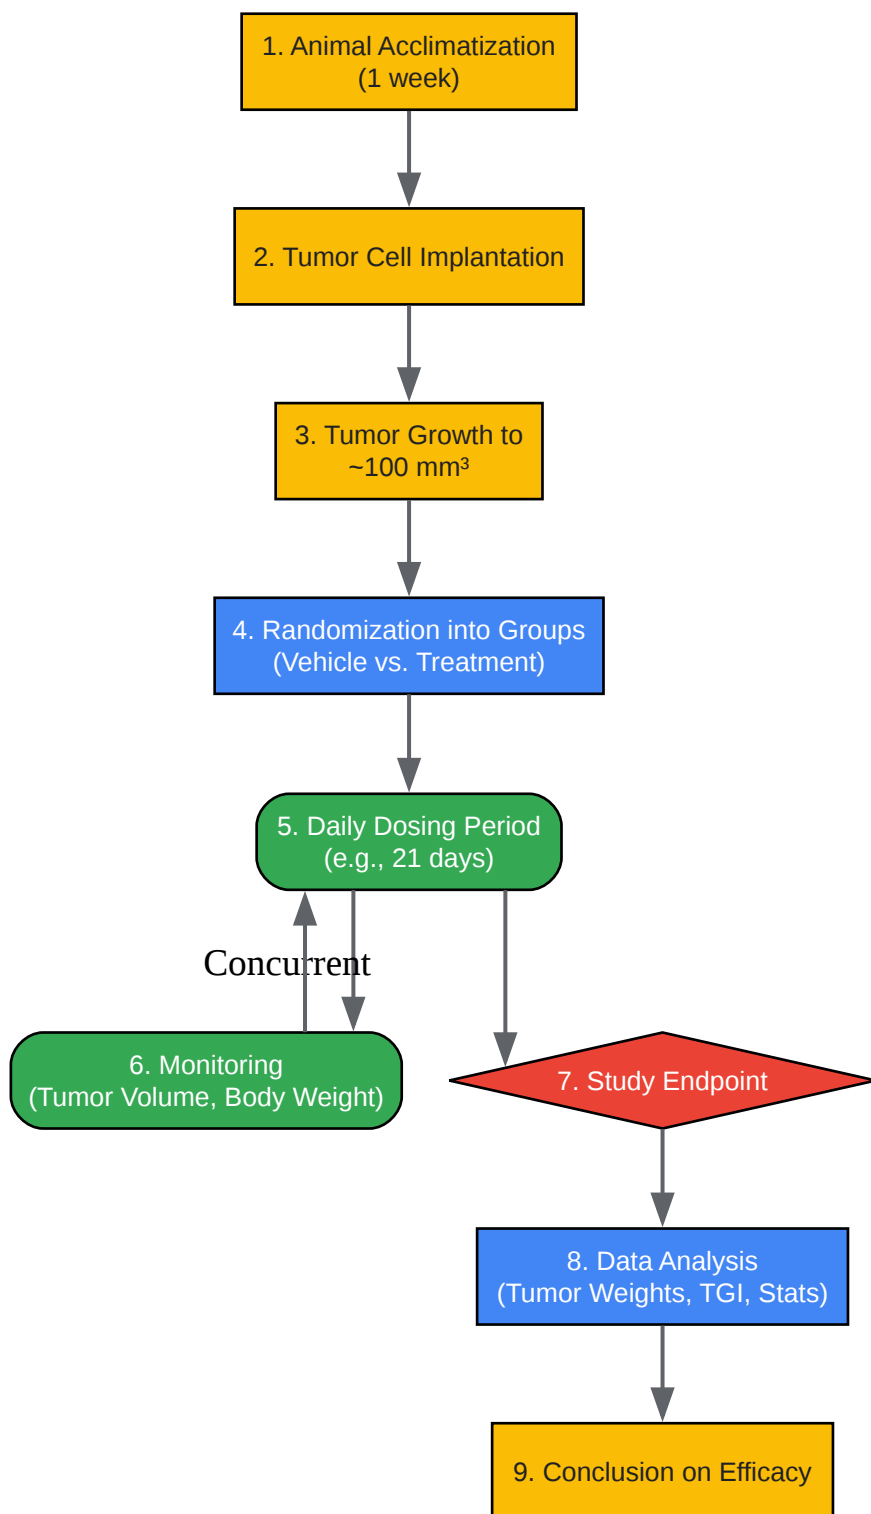 1. Animal Acclimatization
(1 week)
2. Tumor Cell Implantation
3. Tumor Growth to
~100 mm³
4. Randomization into Groups
(Vehicle vs. Treatment)
5. Daily Dosing Period
(e.g., 21 days)
Concurrent
6. Monitoring
(Tumor Volume, Body Weight)
7. Study Endpoint
8. Data Analysis
(Tumor Weights, TGI, Stats)
9. Conclusion on Efficacy